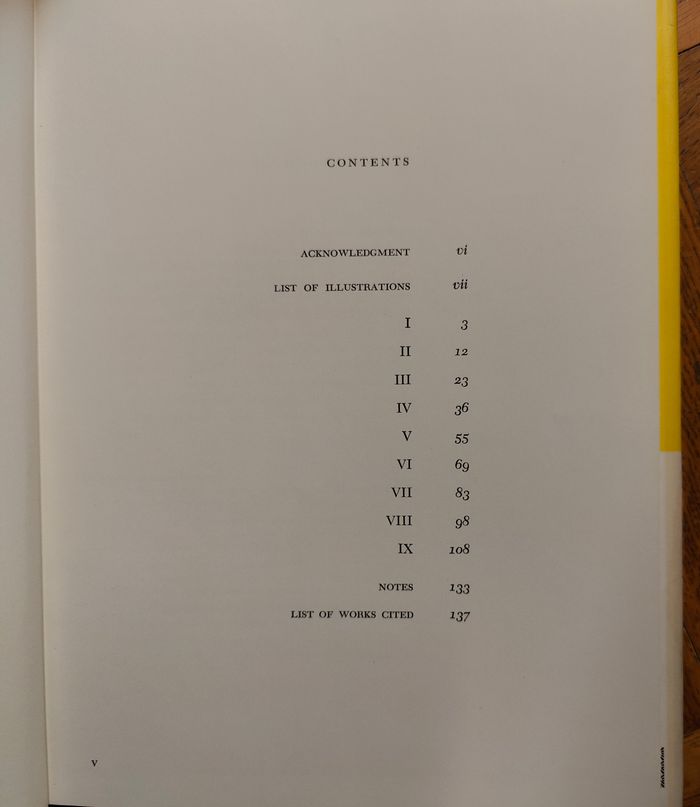 CONTENTS
ACKNOWLEDGMENT vi
LIST OF ILLUSTRATIONS vii
I 3
II 12
III 23
IV 36
V 55
VI 69
VII 83
VIII 98
IX 108
NOTES 133
LIST OF WORKS CITED 137
v